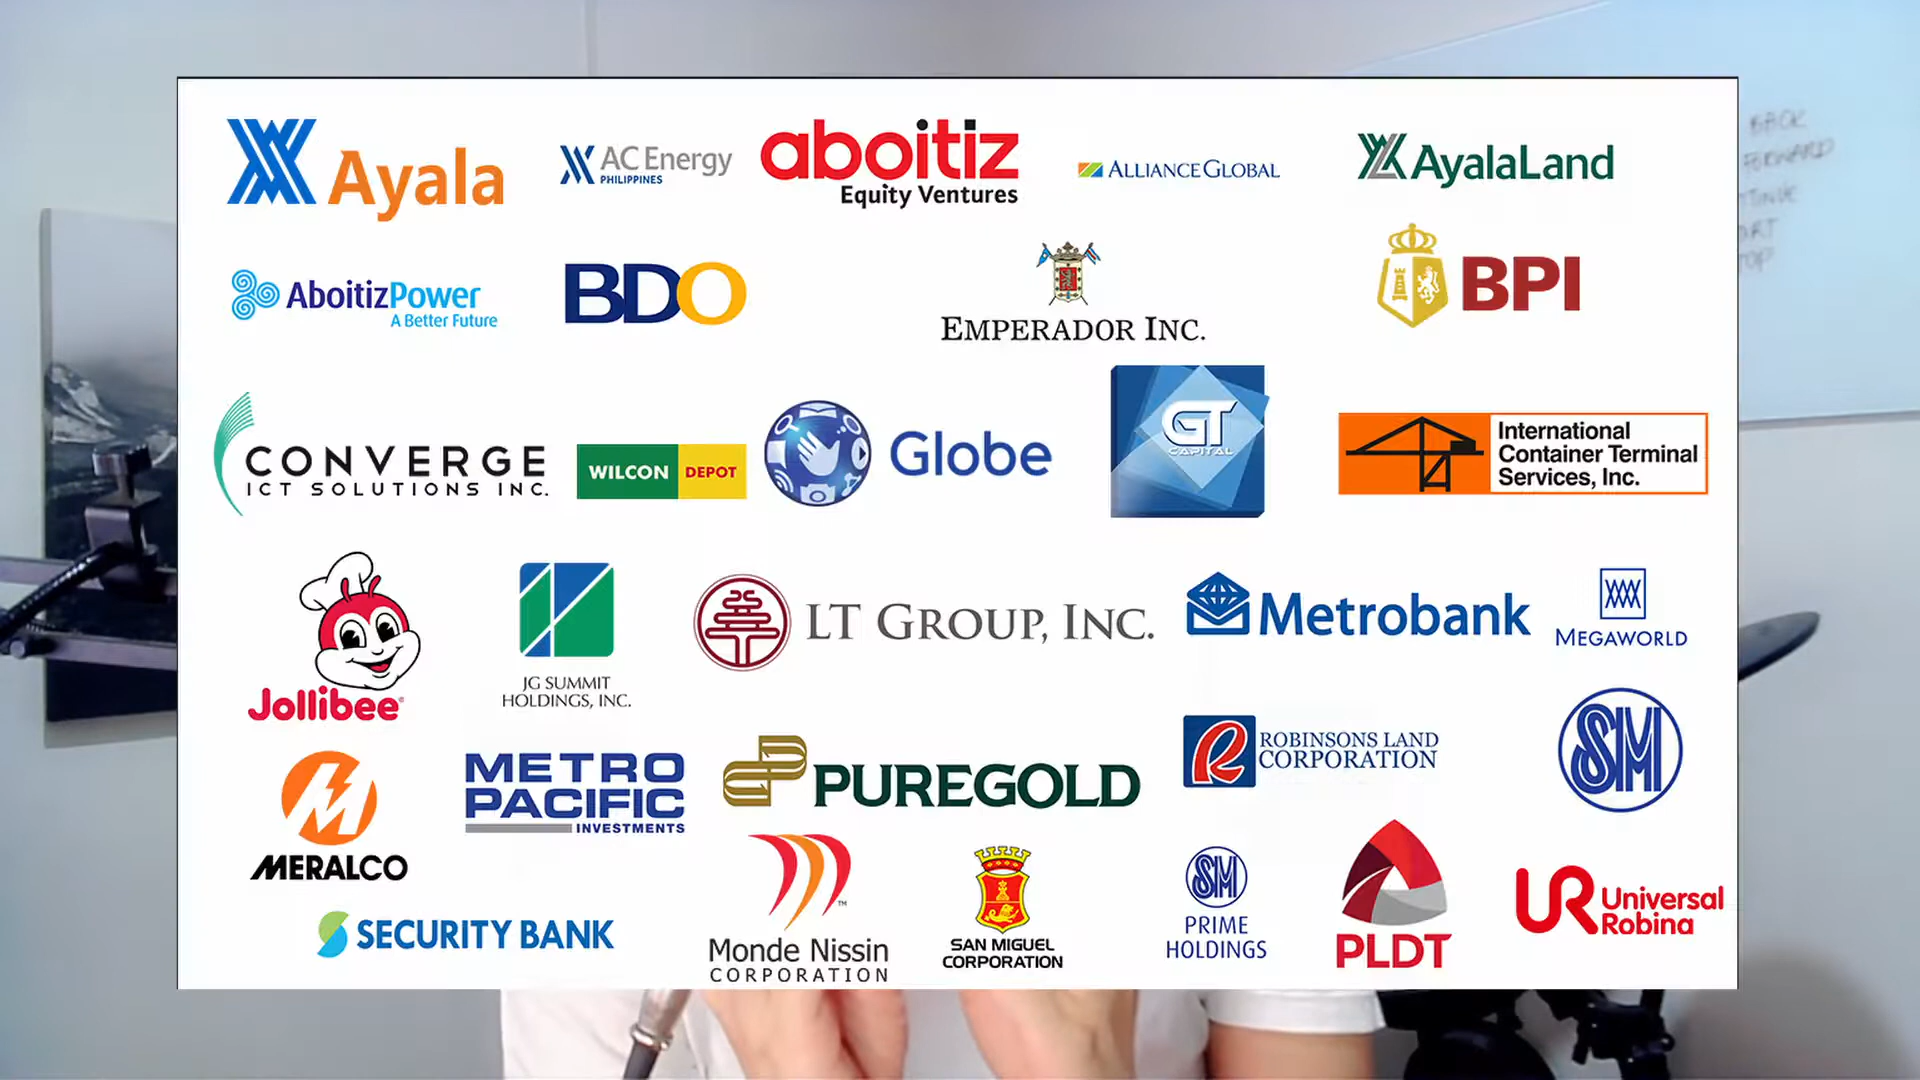 Ayala
AC Energy
PHILIPPINES
aboitiz
Equity Ventures
ALLIANCE GLOBAL
AyalaLand
AboitizPower
A Better Future
BDO
EMPERADOR INC.
BPI
CONVERGE
ICT SOLUTIONS INC.
WILCON DEPOT
Globe
GT
CAPITAL
International
Container Terminal
Services, Inc.
Jollibee
JG SUMMIT
HOLDINGS, INC.
LT GROUP, INC.
Metrobank
MEGAWORLD
MERALCO
METRO
PACIFIC
INVESTMENTS
PUREGOLD
ROBINSONS LAND
CORPORATION
SM
SECURITY BANK
Monde Nissin
CORPORATION
SAN MIGUEL
CORPORATION
SM
PRIME
HOLDINGS
PLDT
UR
Universal
Robina
BACK
FORWARD